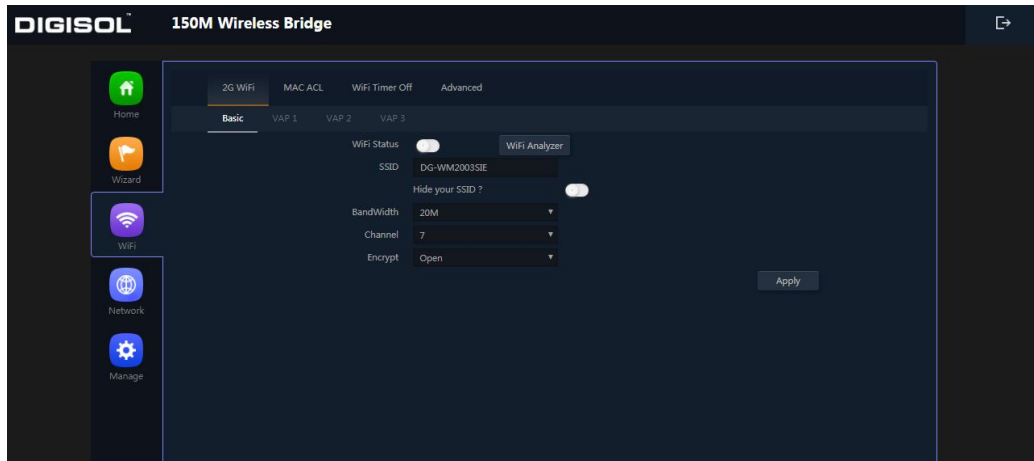 DIGISOL™ 150M Wireless Bridge
Home
Wizard
WiFi
Network
Manage
2G WiFi MAC ACL WiFi Timer Off Advanced
Basic VAP 1 VAP 2 VAP 3
WiFi Status WiFi Analyzer
SSID DG-WM2003SIE
Hide your SSID ?
BandWidth 20M
Channel 7
Encrypt Open
Apply